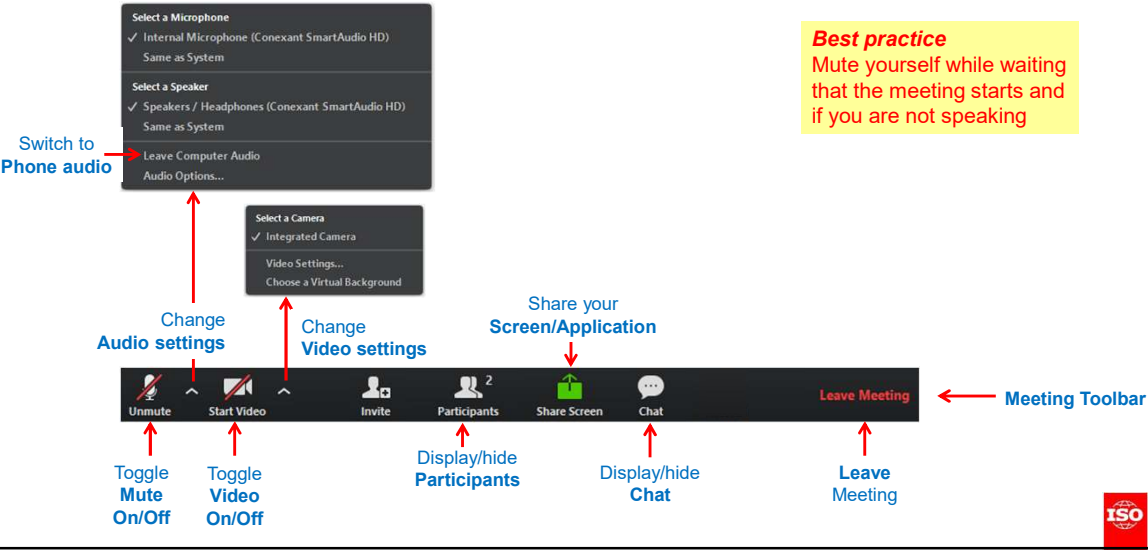 Select a Microphone
✓ Internal Microphone (Conexant SmartAudio HD)
Same as System
Select a Speaker
✓ Speakers / Headphones (Conexant SmartAudio HD)
Same as System
Leave Computer Audio
Audio Options...
Best practice
Mute yourself while waiting
that the meeting starts and
if you are not speaking
Switch to
Phone audio
Select a Camera
✓ Integrated Camera
Video Settings...
Choose a Virtual Background
Change
Audio settings
Change
Video settings
Share your
Screen/Application
Unmute
Start Video
Invite
2
Participants
Share Screen
Chat
Leave Meeting
Meeting Toolbar
Toggle
Mute
On/Off
Toggle
Video
On/Off
Display/hide
Participants
Display/hide
Chat
Leave
Meeting
ISO